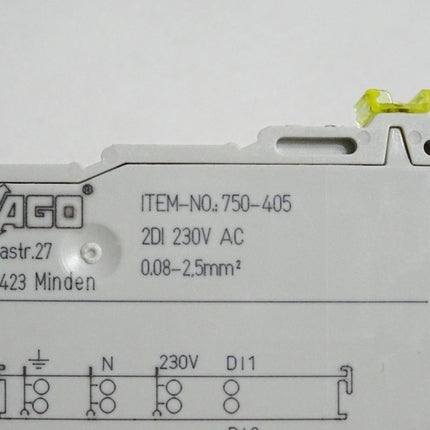 AGO®
ITEM-NO.: 750-405
astr.27
2DI 230V AC
423 Minden
0.08-2,5mm²
N 230V DI1